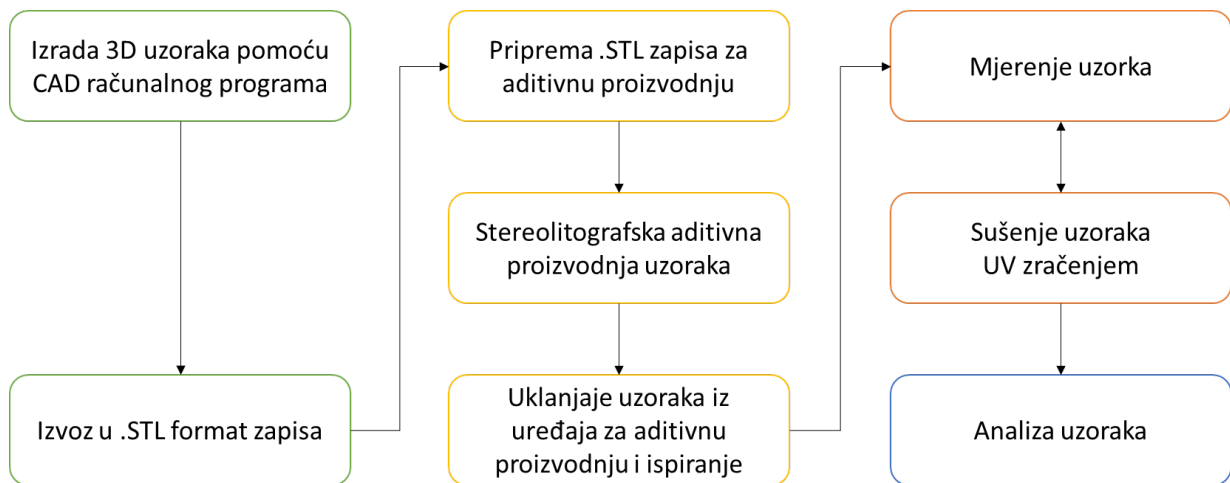 Izrada 3D uzoraka pomoću
CAD računalnog programa
Izvoz u .STL format zapisa
Priprema .STL zapisa za
aditivnu proizvodnju
Stereolitografska aditivna
proizvodnja uzoraka
Uklanjaje uzoraka iz
uređaja za aditivnu
proizvodnju i ispiranje
Mjerenje uzorka
Sušenje uzoraka
UV zračenjem
Analiza uzoraka